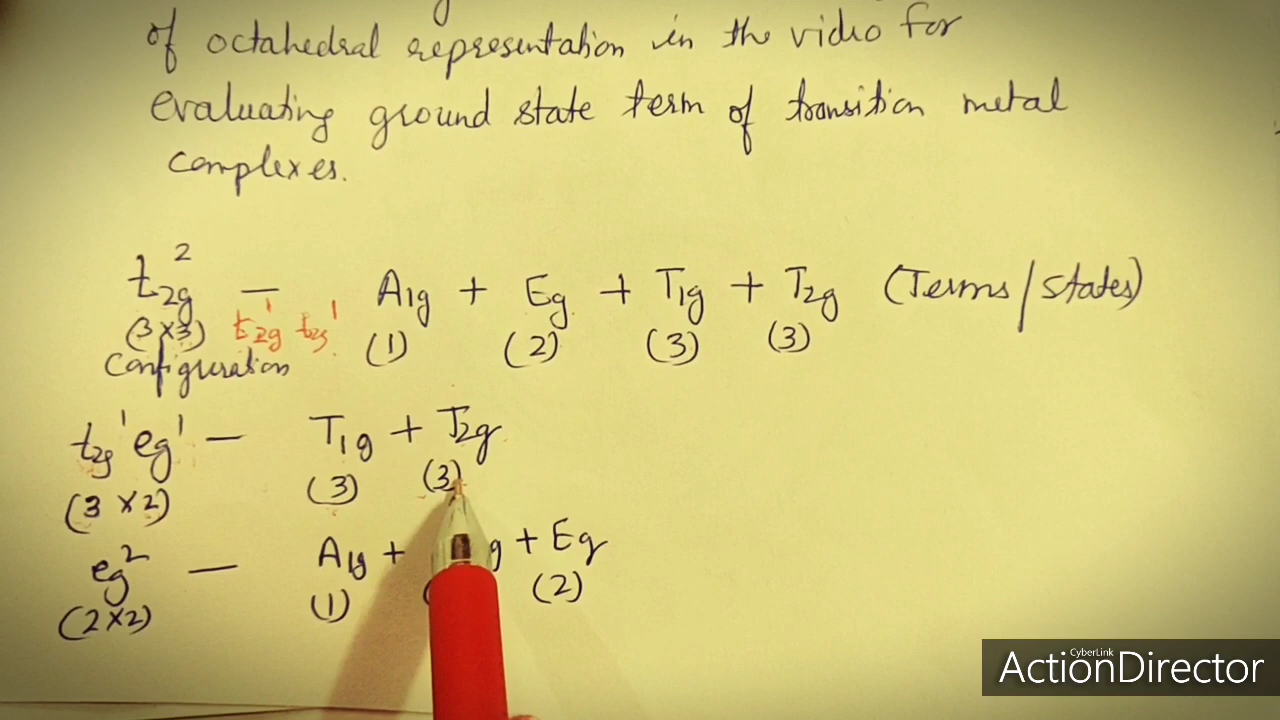 of octahedral representation in the video for
evaluating ground state term of transition metal
complexes.
t₂g² — A₁g + Eg + T₁g + T₂g (Terms/states)
(3×3) t₂g¹ t₂g¹. (1) (2) (3) (3)
Configuration
t₂g¹eg¹ — T₁g + T₂g
(3×2) (3) (3)
eg² — A₁g + g + Eg
(2×2) (1) (2)
CyberLink
ActionDirector